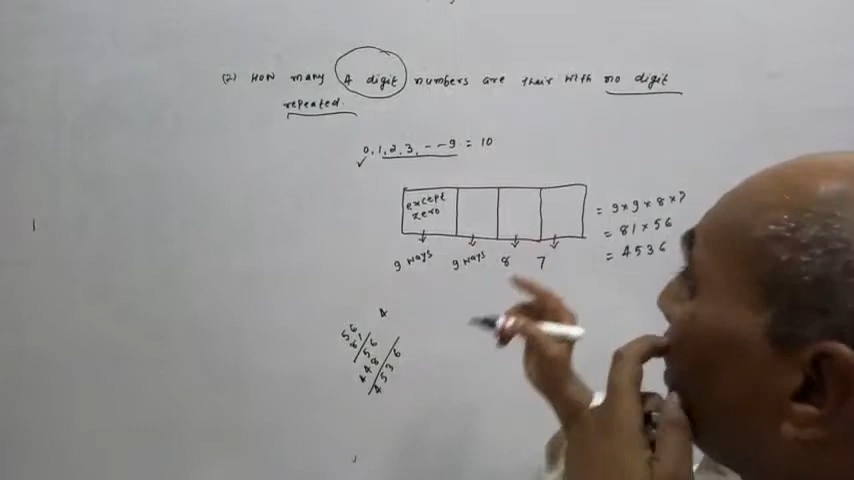 (2) HOW many 4 digit numbers are their with no digit
repeated.
0, 1, 2, 3, - - 9 = 10
except
zero
9 ways 9 ways 8 7
= 9 x 9 x 8 x 7
= 81 x 56
= 4536
4
56
81
56
448
4536